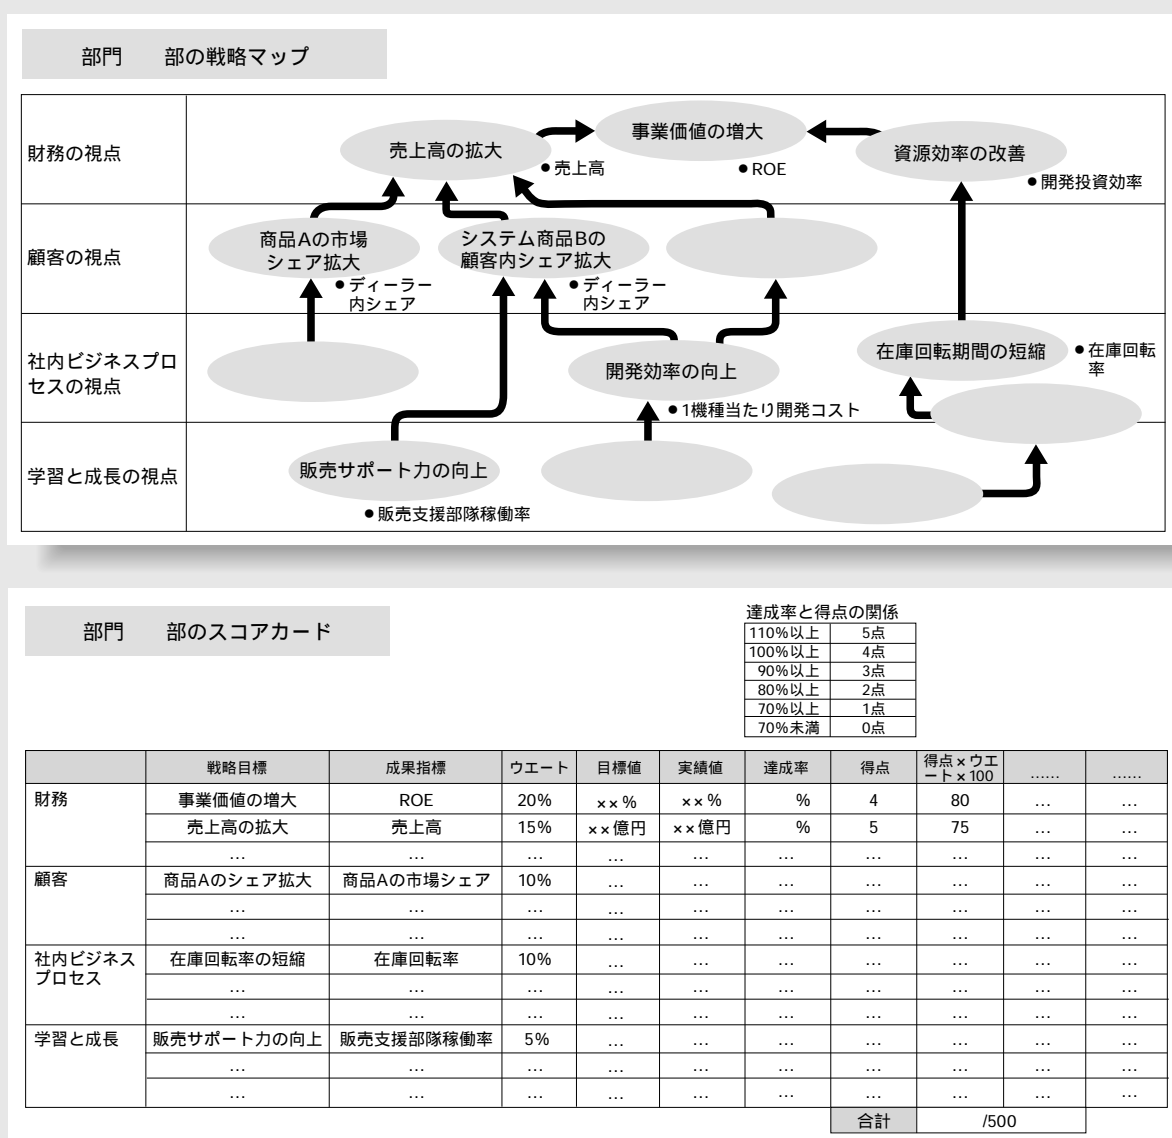 部門　　部の戦略マップ
財務の視点
売上高の拡大
●売上高
事業価値の増大
●ROE
資源効率の改善
●開発投資効率
顧客の視点
商品Aの市場
シェア拡大
●ディーラー
内シェア
システム商品Bの
顧客内シェア拡大
●ディーラー
内シェア
社内ビジネスプロ
セスの視点
開発効率の向上
●1機種当たり開発コスト
在庫回転期間の短縮
●在庫回転
率
学習と成長の視点
販売サポート力の向上
●販売支援部隊稼働率
部門　　部のスコアカード
達成率と得点の関係
110%以上 5点
100%以上 4点
90%以上 3点
80%以上 2点
70%以上 1点
70%未満 0点
戦略目標 成果指標 ウエート 目標値 実績値 達成率 得点 得点×ウエ
ート×100 …… ……
財務 事業価値の増大 ROE 20% ××% ××% % 4 80 … …
売上高の拡大 売上高 15% ××億円 ××億円 % 5 75 … …
… … … … … … … … … …
顧客 商品Aのシェア拡大 商品Aの市場シェア 10% … … … … … … …
… … … … … … … … … …
… … … … … … … … … …
社内ビジネス
プロセス 在庫回転率の短縮 在庫回転率 10% … … … … … … …
… … … … … … … … … …
… … … … … … … … … …
学習と成長 販売サポート力の向上 販売支援部隊稼働率 5% … … … … … … …
… … … … … … … … … …
… … … … … … … … … …
合計 /500